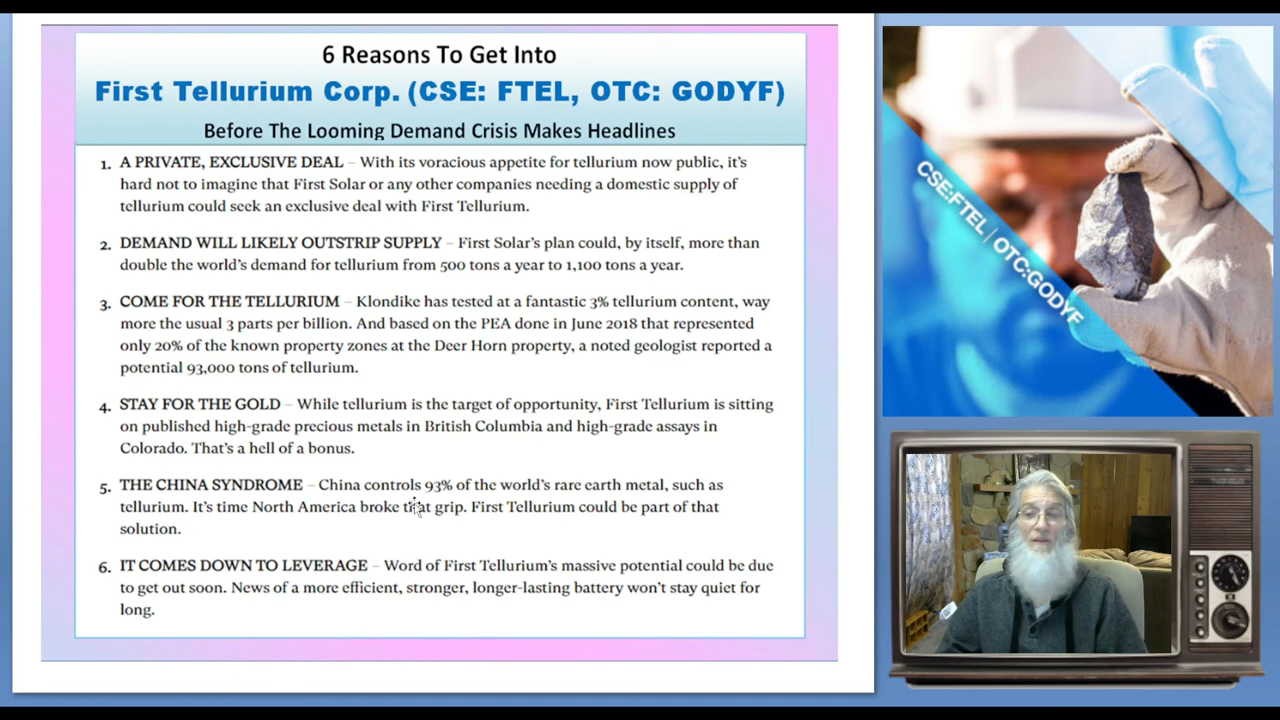 6 Reasons To Get Into
First Tellurium Corp. (CSE: FTEL, OTC: GODYF)
Before The Looming Demand Crisis Makes Headlines
1. A PRIVATE, EXCLUSIVE DEAL – With its voracious appetite for tellurium now public, it's
hard not to imagine that First Solar or any other companies needing a domestic supply of
tellurium could seek an exclusive deal with First Tellurium.
2. DEMAND WILL LIKELY OUTSTRIP SUPPLY – First Solar's plan could, by itself, more than
double the world's demand for tellurium from 500 tons a year to 1,100 tons a year.
3. COME FOR THE TELLURIUM – Klondike has tested at a fantastic 3% tellurium content, way
more the usual 3 parts per billion. And based on the PEA done in June 2018 that represented
only 20% of the known property zones at the Deer Horn property, a noted geologist reported a
potential 93,000 tons of tellurium.
4. STAY FOR THE GOLD – While tellurium is the target of opportunity, First Tellurium is sitting
on published high-grade precious metals in British Columbia and high-grade assays in
Colorado. That's a hell of a bonus.
5. THE CHINA SYNDROME – China controls 93% of the world's rare earth metal, such as
tellurium. It's time North America broke that grip. First Tellurium could be part of that
solution.
6. IT COMES DOWN TO LEVERAGE – Word of First Tellurium's massive potential could be due
to get out soon. News of a more efficient, stronger, longer-lasting battery won't stay quiet for
long.
CSE:FTEL | OTC:GODYF